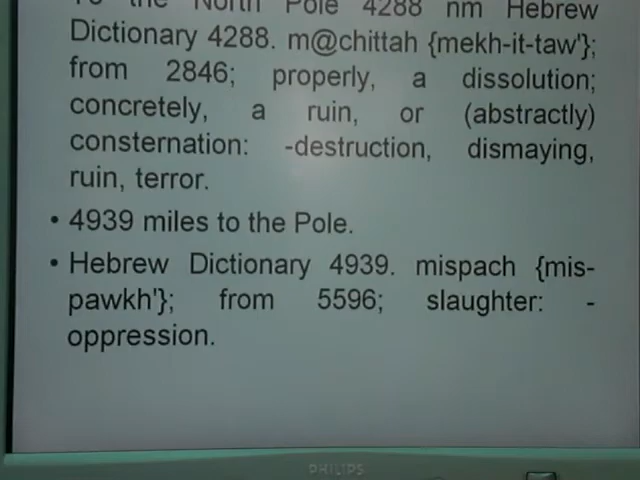 To the North Pole 4288 nm Hebrew
Dictionary 4288. m@chittah {mekh-it-taw'};
from 2846; properly, a dissolution;
concretely, a ruin, or (abstractly)
consternation: -destruction, dismaying,
ruin, terror.
• 4939 miles to the Pole.
• Hebrew Dictionary 4939. mispach {mis-
pawkh'}; from 5596; slaughter: -
oppression.
PHILIPS